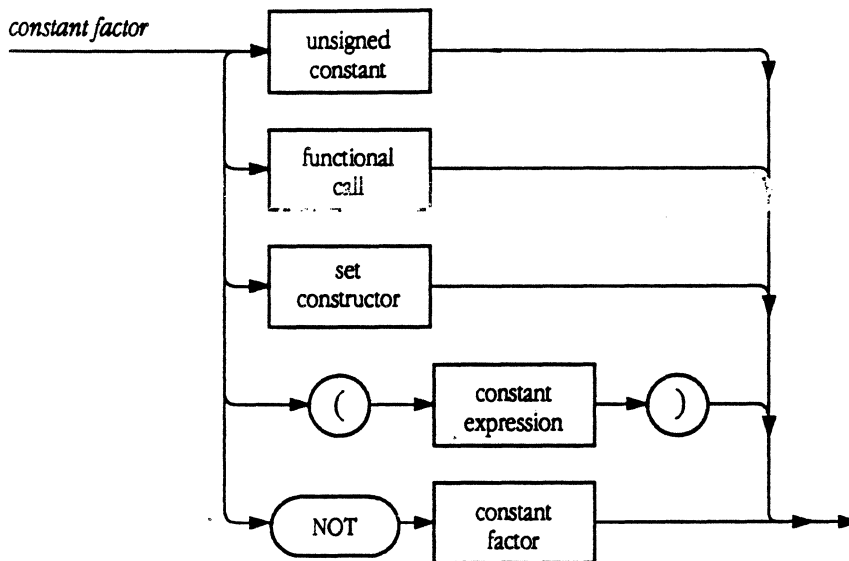 constant factor
unsigned
constant
functional
call
set
constructor
(
constant
expression
)
NOT
constant
factor